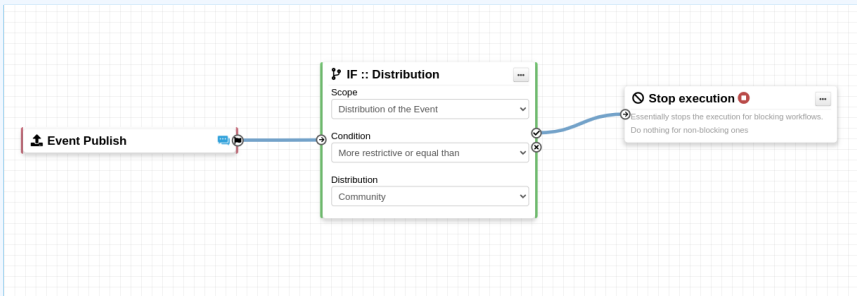 IF :: Distribution
...
Scope
Distribution of the Event
Condition
More restrictive or equal than
Distribution
Community
Event Publish
Stop execution
...
Essentially stops the execution for blocking workflows.
Do nothing for non-blocking ones